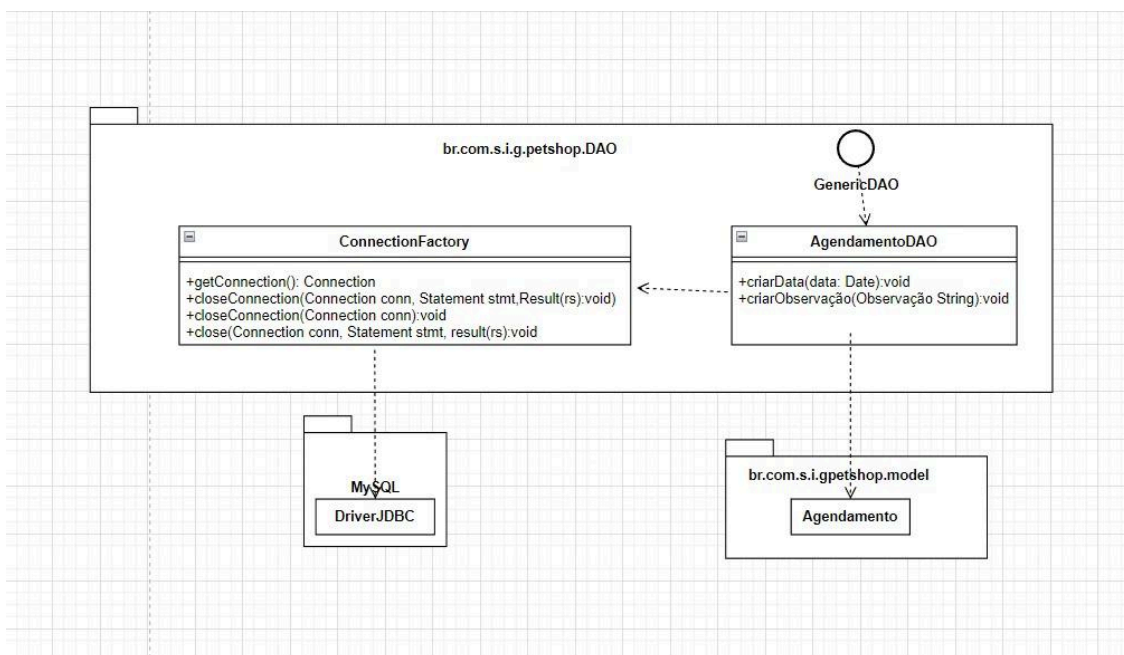 br.com.s.i.g.petshop.DAO
GenericDAO
ConnectionFactory
+getConnection(): Connection
+closeConnection(Connection conn, Statement stmt,Result(rs):void)
+closeConnection(Connection conn):void
+close(Connection conn, Statement stmt, result(rs):void
AgendamentoDAO
+criarData(data: Date):void
+criarObservação(Observação String):void
MySQL
DriverJDBC
br.com.s.i.gpetshop.model
Agendamento